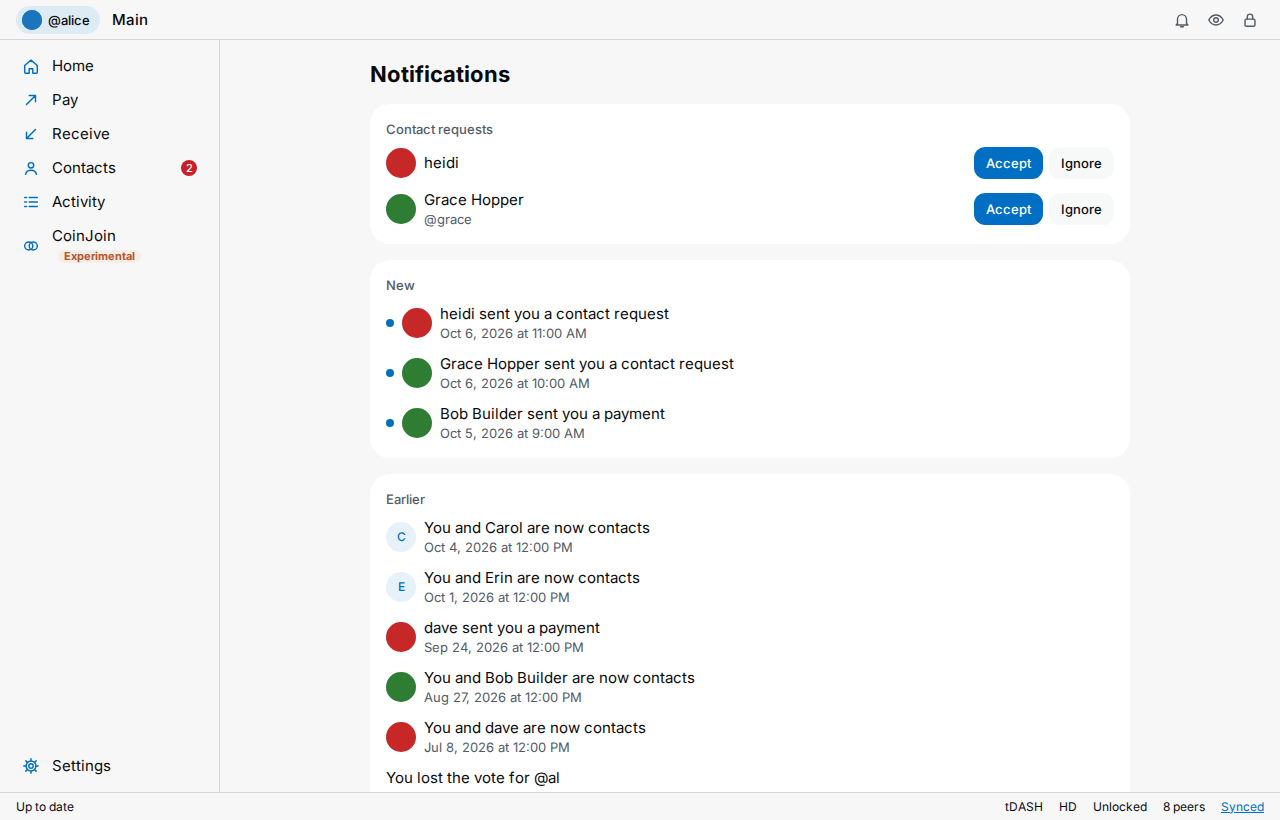 @alice Main
Home
Pay
Receive
Contacts 2
Activity
CoinJoin
Experimental
Settings
Notifications
Contact requests
heidi Accept Ignore
Grace Hopper
@grace Accept Ignore
New
heidi sent you a contact request
Oct 6, 2026 at 11:00 AM
Grace Hopper sent you a contact request
Oct 6, 2026 at 10:00 AM
Bob Builder sent you a payment
Oct 5, 2026 at 9:00 AM
Earlier
C You and Carol are now contacts
Oct 4, 2026 at 12:00 PM
E You and Erin are now contacts
Oct 1, 2026 at 12:00 PM
dave sent you a payment
Sep 24, 2026 at 12:00 PM
You and Bob Builder are now contacts
Aug 27, 2026 at 12:00 PM
You and dave are now contacts
Jul 8, 2026 at 12:00 PM
You lost the vote for @al
Up to date tDASH HD Unlocked 8 peers Synced